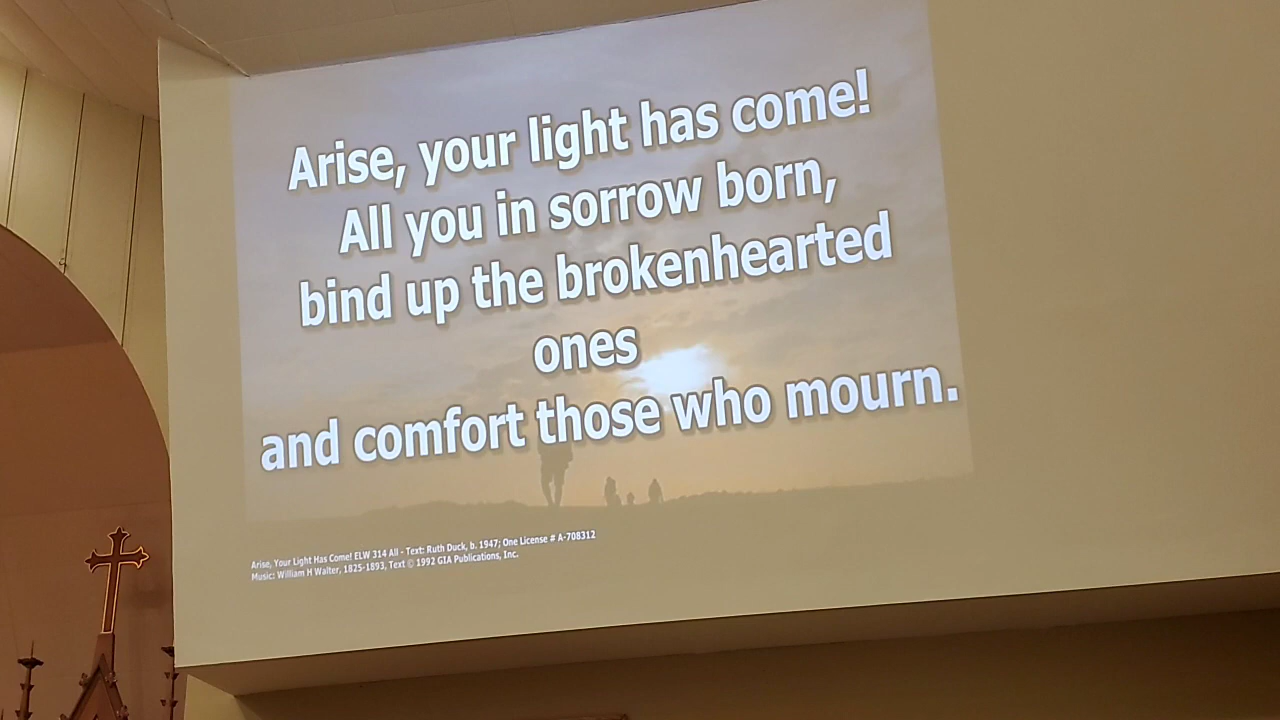 Arise, your light has come!
All you in sorrow born,
bind up the brokenhearted
ones
and comfort those who mourn.
Arise, Your Light Has Come! ELW 314 All - Text: Ruth Duck, b. 1947; One License # A-708312
Music: William H Walter, 1825-1893, Text © 1992 GIA Publications, Inc.